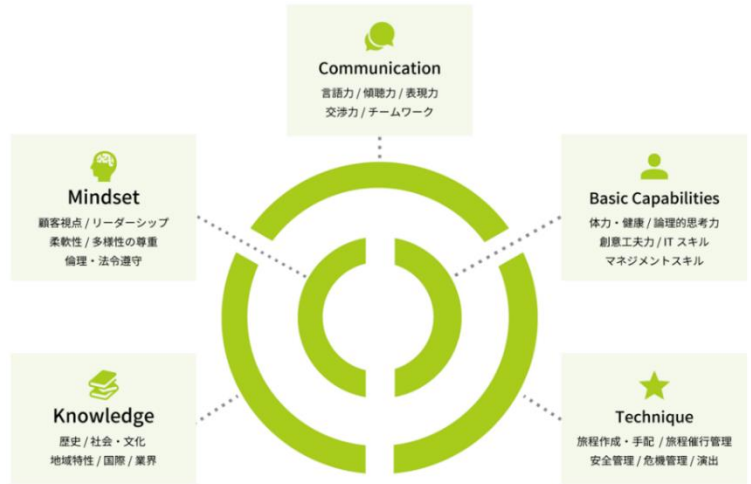 Communication
言語力 / 傾聴力 / 表現力
交渉力 / チームワーク
Mindset
顧客視点 / リーダーシップ
柔軟性 / 多様性の尊重
倫理・法令遵守
Basic Capabilities
体力・健康 / 論理的思考力
創意工夫力 / IT スキル
マネジメントスキル
Knowledge
歴史 / 社会・文化
地域特性 / 国際 / 業界
Technique
旅程作成・手配 / 旅程催行管理
安全管理 / 危機管理 / 演出